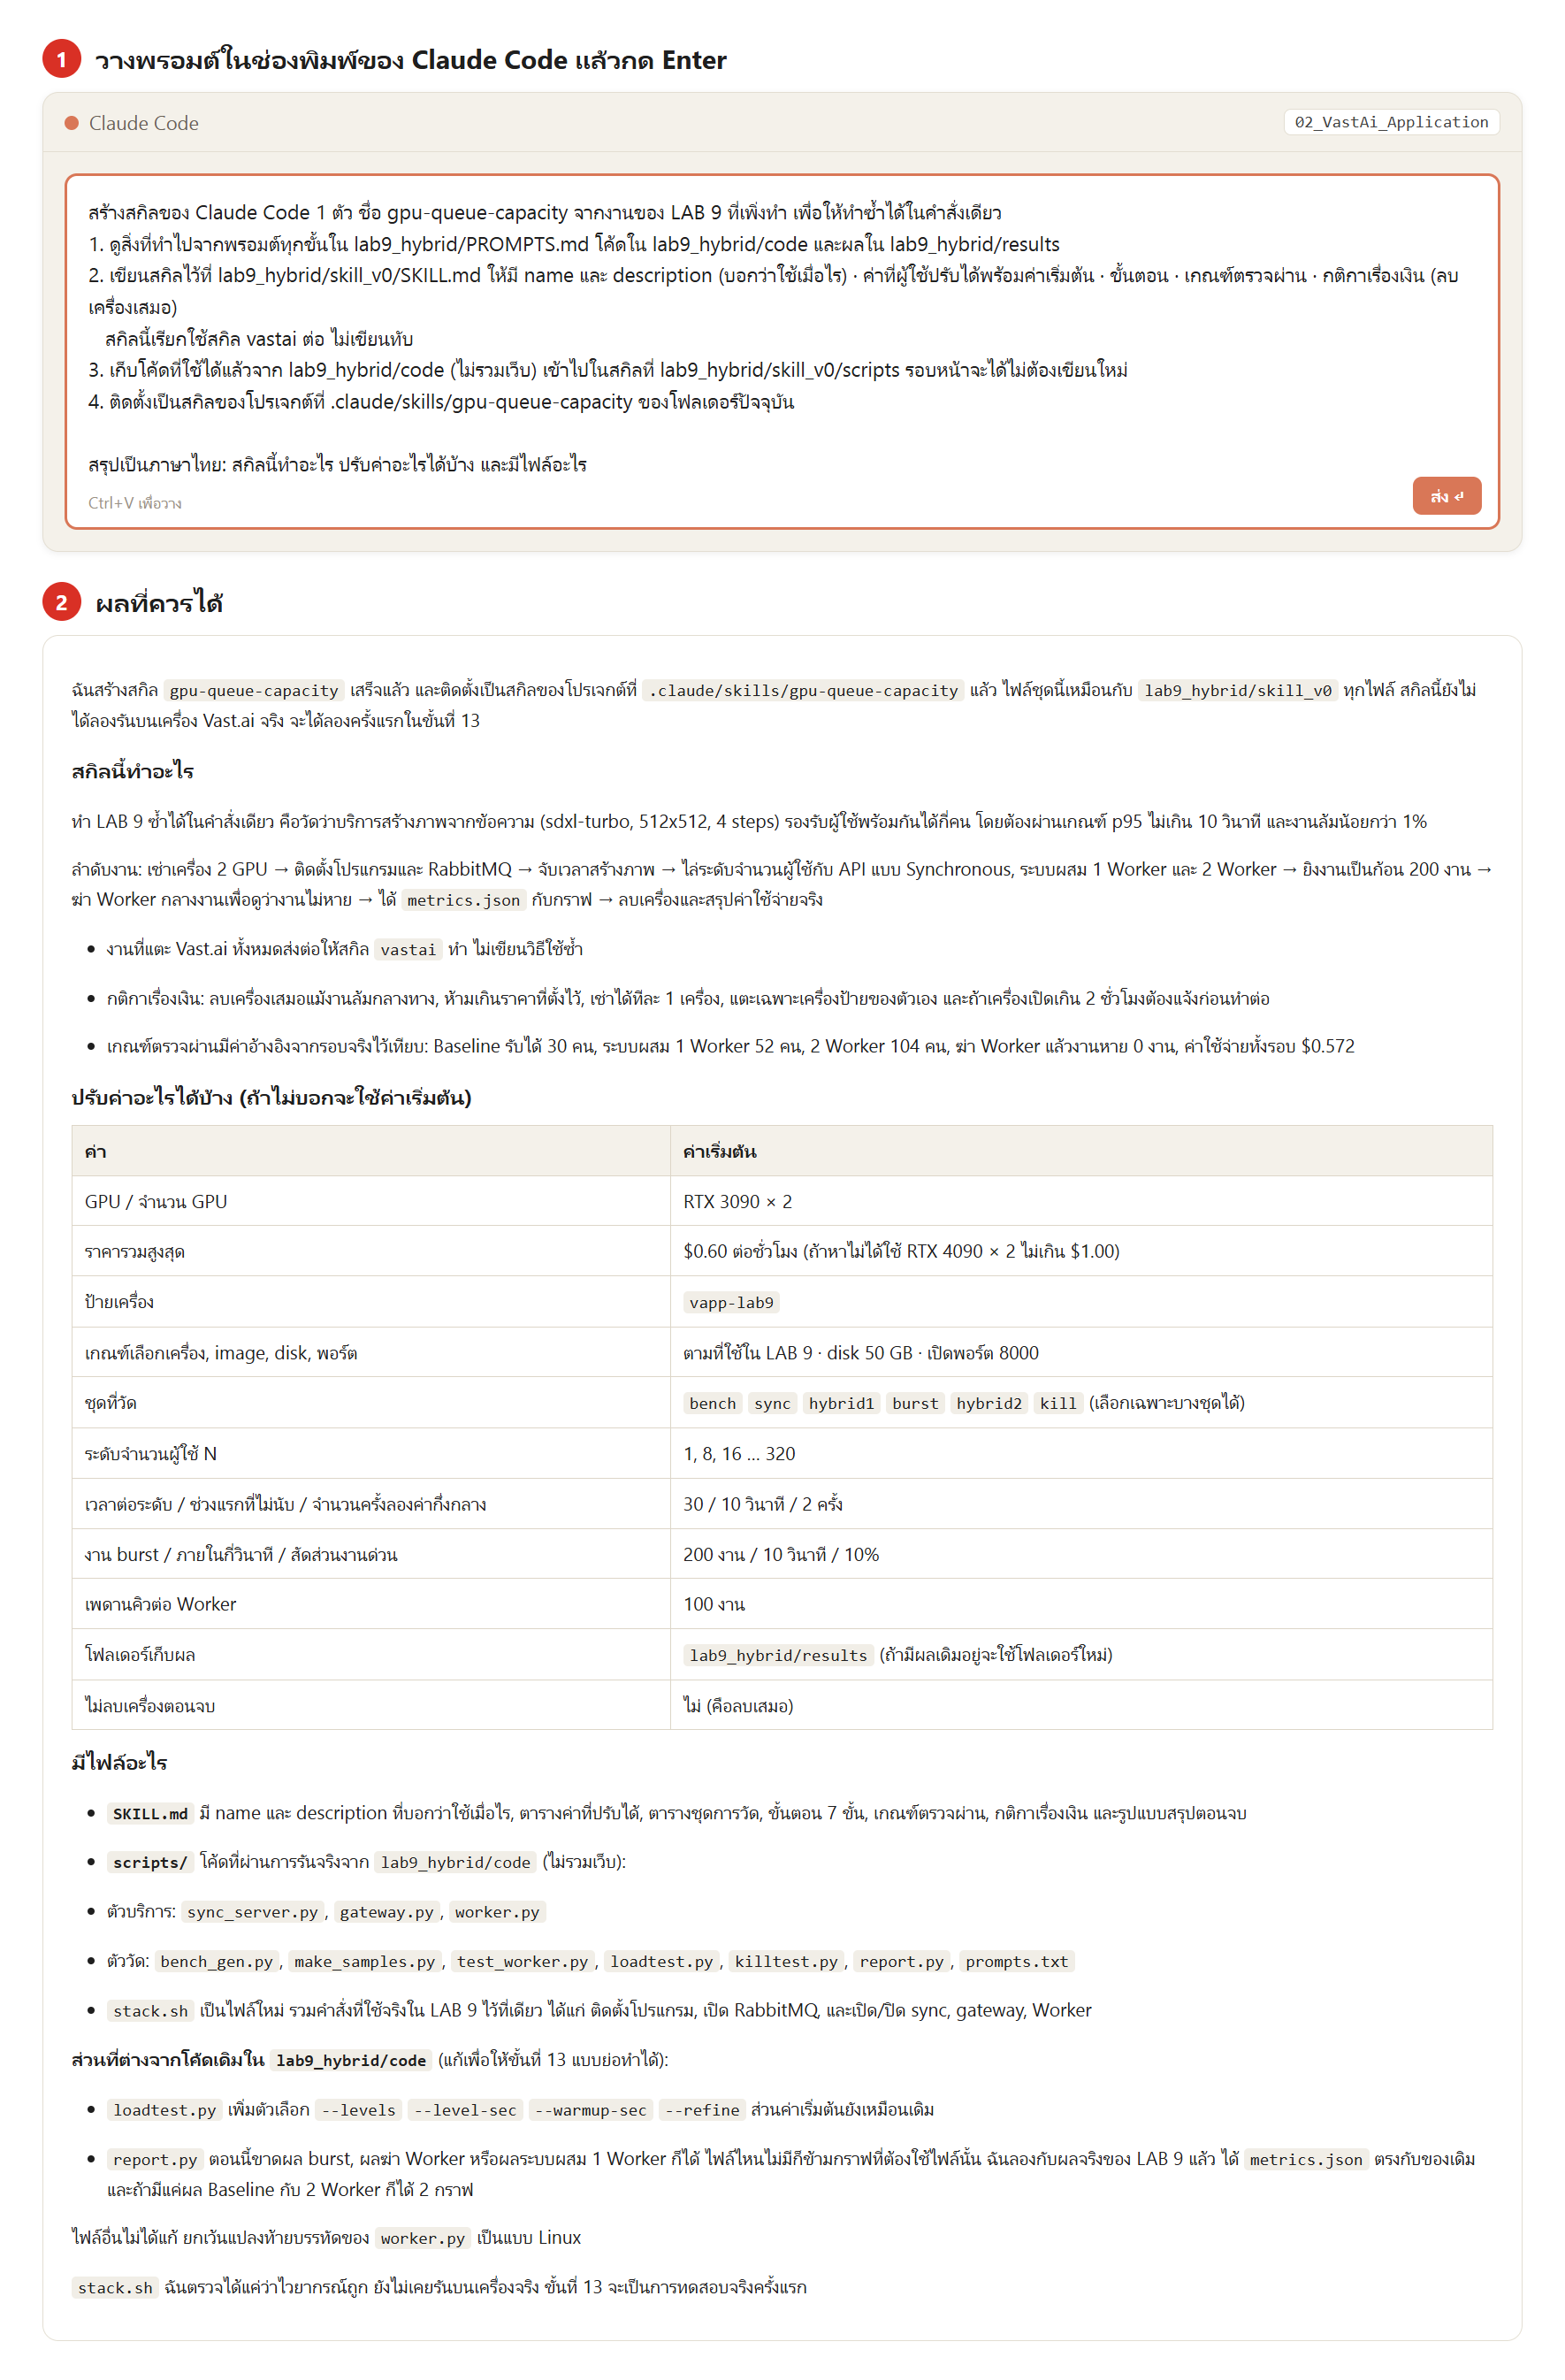 1 วางพรอมต์ในช่องพิมพ์ของ Claude Code แล้วกด Enter
Claude Code
02_VastAi_Application
สร้างสกิลของ Claude Code 1 ตัว ชื่อ gpu-queue-capacity จากงานของ LAB 9 ที่เพิ่งทำ เพื่อให้ทำซ้ำได้ในคำสั่งเดียว
1. ดูสิ่งที่ทำไปจากพรอมต์ทุกขั้นใน lab9_hybrid/PROMPTS.md โค้ดใน lab9_hybrid/code และผลใน lab9_hybrid/results
2. เขียนสกิลไว้ที่ lab9_hybrid/skill_v0/SKILL.md ให้มี name และ description (บอกว่าใช้เมื่อไร) · ค่าที่ผู้ใช้ปรับได้พร้อมค่าเริ่มต้น · ขั้นตอน · เกณฑ์ตรวจผ่าน · กติกาเรื่องเงิน (ลบ
เครื่องเสมอ)
สกิลนี้เรียกใช้สกิล vastai ต่อ ไม่เขียนทับ
3. เก็บโค้ดที่ใช้ได้แล้วจาก lab9_hybrid/code (ไม่รวมเว็บ) เข้าไปในสกิลที่ lab9_hybrid/skill_v0/scripts รอบหน้าจะได้ไม่ต้องเขียนใหม่
4. ติดตั้งเป็นสกิลของโปรเจกต์ที่ .claude/skills/gpu-queue-capacity ของโฟลเดอร์ปัจจุบัน
สรุปเป็นภาษาไทย: สกิลนี้ทำอะไร ปรับค่าอะไรได้บ้าง และมีไฟล์อะไร
Ctrl+V เพื่อวาง
ส่ง ↵
2 ผลที่ควรได้
ฉันสร้างสกิล gpu-queue-capacity เสร็จแล้ว และติดตั้งเป็นสกิลของโปรเจกต์ที่ .claude/skills/gpu-queue-capacity แล้ว ไฟล์ชุดนี้เหมือนกับ lab9_hybrid/skill_v0 ทุกไฟล์ สกิลนี้ยังไม่
ได้ลองรันบนเครื่อง Vast.ai จริง จะได้ลองครั้งแรกในขั้นที่ 13
สกิลนี้ทำอะไร
ทำ LAB 9 ซ้ำได้ในคำสั่งเดียว คือวัดว่าบริการสร้างภาพจากข้อความ (sdxl-turbo, 512x512, 4 steps) รองรับผู้ใช้พร้อมกันได้กี่คน โดยต้องผ่านเกณฑ์ p95 ไม่เกิน 10 วินาที และงานล้มน้อยกว่า 1%
ลำดับงาน: เช่าเครื่อง 2 GPU → ติดตั้งโปรแกรมและ RabbitMQ → จับเวลาสร้างภาพ → ไล่ระดับจำนวนผู้ใช้กับ API แบบ Synchronous, ระบบผสม 1 Worker และ 2 Worker → ยิงงานเป็นก้อน 200 งาน →
ฆ่า Worker กลางงานเพื่อดูว่างานไม่หาย → ได้ metrics.json กับกราฟ → ลบเครื่องและสรุปค่าใช้จ่ายจริง
• งานที่แตะ Vast.ai ทั้งหมดส่งต่อให้สกิล vastai ทำ ไม่เขียนวิธีใช้ซ้ำ
• กติกาเรื่องเงิน: ลบเครื่องเสมอแม้งานล้มกลางทาง, ห้ามเกินราคาที่ตั้งไว้, เช่าได้ทีละ 1 เครื่อง, แตะเฉพาะเครื่องป้ายของตัวเอง และถ้าเครื่องเปิดเกิน 2 ชั่วโมงต้องแจ้งก่อนทำต่อ
• เกณฑ์ตรวจผ่านมีค่าอ้างอิงจากรอบจริงไว้เทียบ: Baseline รับได้ 30 คน, ระบบผสม 1 Worker 52 คน, 2 Worker 104 คน, ฆ่า Worker แล้วงานหาย 0 งาน, ค่าใช้จ่ายทั้งรอบ $0.572
ปรับค่าอะไรได้บ้าง (ถ้าไม่บอกจะใช้ค่าเริ่มต้น)
ค่า ค่าเริ่มต้น
GPU / จำนวน GPU RTX 3090 × 2
ราคารวมสูงสุด $0.60 ต่อชั่วโมง (ถ้าหาไม่ได้ใช้ RTX 4090 × 2 ไม่เกิน $1.00)
ป้ายเครื่อง vapp-lab9
เกณฑ์เลือกเครื่อง, image, disk, พอร์ต ตามที่ใช้ใน LAB 9 · disk 50 GB · เปิดพอร์ต 8000
ชุดที่วัด bench sync hybrid1 burst hybrid2 kill (เลือกเฉพาะบางชุดได้)
ระดับจำนวนผู้ใช้ N 1, 8, 16 … 320
เวลาต่อระดับ / ช่วงแรกที่ไม่นับ / จำนวนครั้งลองค่ากึ่งกลาง 30 / 10 วินาที / 2 ครั้ง
งาน burst / ภายในกี่วินาที / สัดส่วนงานด่วน 200 งาน / 10 วินาที / 10%
เพดานคิวต่อ Worker 100 งาน
โฟลเดอร์เก็บผล lab9_hybrid/results (ถ้ามีผลเดิมอยู่จะใช้โฟลเดอร์ใหม่)
ไม่ลบเครื่องตอนจบ ไม่ (คือลบเสมอ)
มีไฟล์อะไร
• SKILL.md มี name และ description ที่บอกว่าใช้เมื่อไร, ตารางค่าที่ปรับได้, ตารางชุดการวัด, ขั้นตอน 7 ขั้น, เกณฑ์ตรวจผ่าน, กติกาเรื่องเงิน และรูปแบบสรุปตอนจบ
• scripts/ โค้ดที่ผ่านการรันจริงจาก lab9_hybrid/code (ไม่รวมเว็บ):
• ตัวบริการ: sync_server.py, gateway.py, worker.py
• ตัววัด: bench_gen.py, make_samples.py, test_worker.py, loadtest.py, killtest.py, report.py, prompts.txt
• stack.sh เป็นไฟล์ใหม่ รวมคำสั่งที่ใช้จริงใน LAB 9 ไว้ที่เดียว ได้แก่ ติดตั้งโปรแกรม, เปิด RabbitMQ, และเปิด/ปิด sync, gateway, Worker
ส่วนที่ต่างจากโค้ดเดิมใน lab9_hybrid/code (แก้เพื่อให้ขั้นที่ 13 แบบย่อทำได้):
• loadtest.py เพิ่มตัวเลือก --levels --level-sec --warmup-sec --refine ส่วนค่าเริ่มต้นยังเหมือนเดิม
• report.py ตอนนี้ขาดผล burst, ผลฆ่า Worker หรือผลระบบผสม 1 Worker ก็ได้ ไฟล์ไหนไม่มีก็ข้ามกราฟที่ต้องใช้ไฟล์นั้น ฉันลองกับผลจริงของ LAB 9 แล้ว ได้ metrics.json ตรงกับของเดิม
และถ้ามีแค่ผล Baseline กับ 2 Worker ก็ได้ 2 กราฟ
ไฟล์อื่นไม่ได้แก้ ยกเว้นแปลงท้ายบรรทัดของ worker.py เป็นแบบ Linux
stack.sh ฉันตรวจได้แค่ว่าไวยากรณ์ถูก ยังไม่เคยรันบนเครื่องจริง ขั้นที่ 13 จะเป็นการทดสอบจริงครั้งแรก